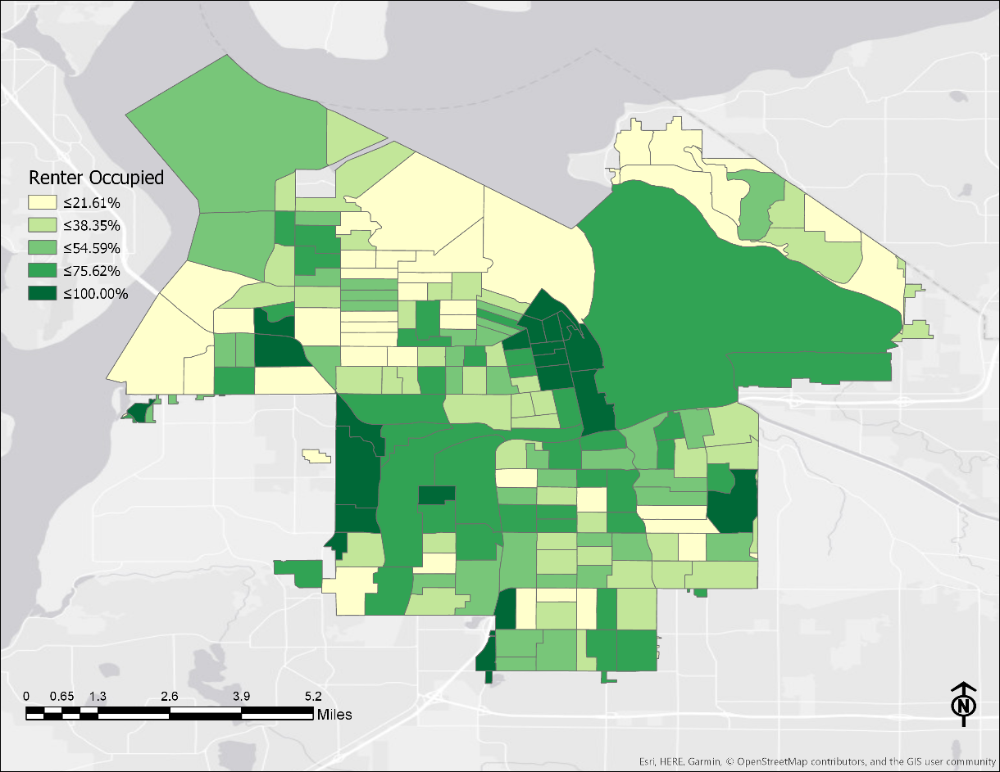 Renter Occupied
≤21.61%
≤38.35%
≤54.59%
≤75.62%
≤100.00%
0 0.65 1.3 2.6 3.9 5.2
Miles
N
Esri, HERE, Garmin, © OpenStreetMap contributors, and the GIS user community